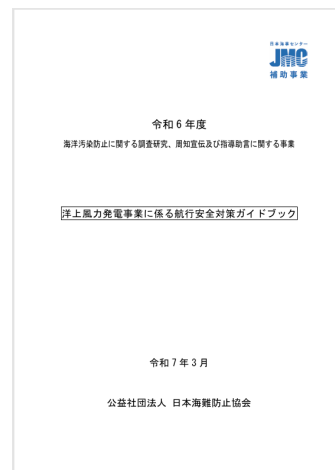 日本海事センター
JMC
補助事業
令和6年度
海洋汚染防止に関する調査研究、周知宣伝及び指導助言に関する事業
洋上風力発電事業に係る航行安全対策ガイドブック
令和7年3月
公益社団法人 日本海難防止協会